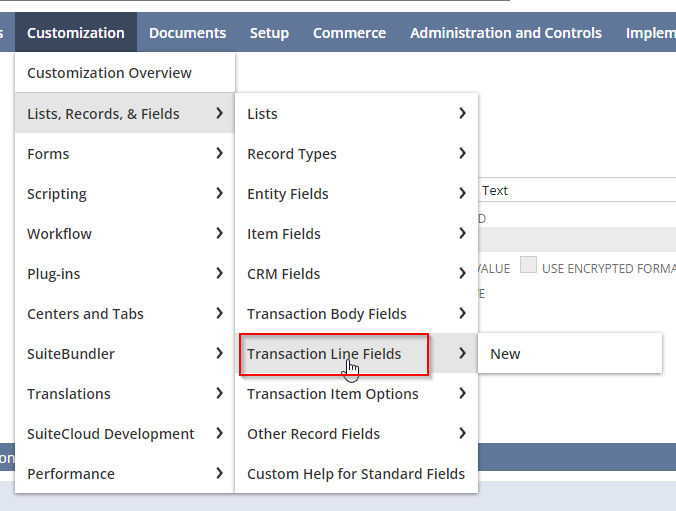 s Customization Documents Setup Commerce Administration and Controls Implem
Customization Overview
Lists, Records, & Fields
Forms
Scripting
Workflow
Plug-ins
Centers and Tabs
SuiteBundler
Translations
SuiteCloud Development
Performance
Lists
Record Types
Entity Fields
Item Fields
CRM Fields
Transaction Body Fields
Transaction Line Fields
Transaction Item Options
Other Record Fields
Custom Help for Standard Fields
New
Text
D
VALUE USE ENCRYPTED FORMA
E
on